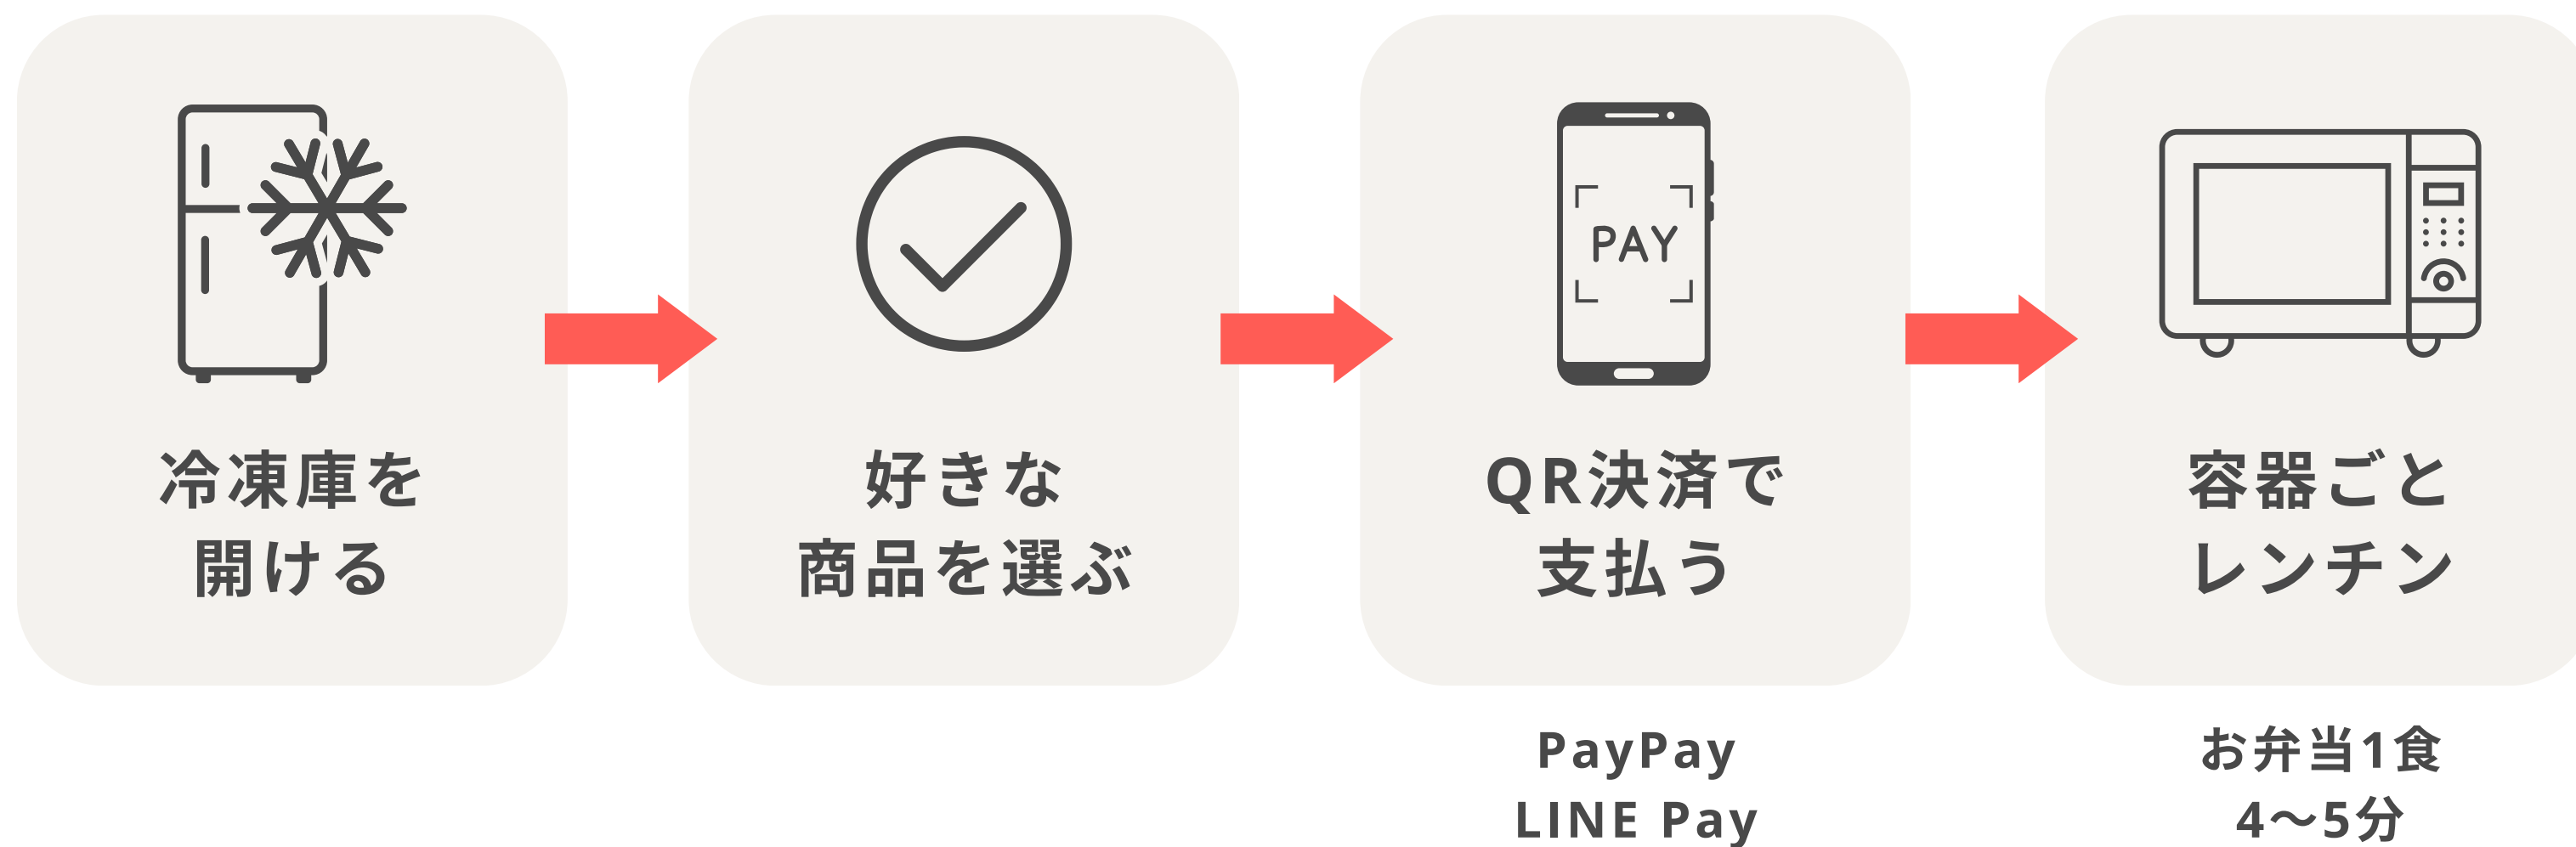 冷凍庫を
開ける
好きな
商品を選ぶ
PAY
QR決済で
支払う
PayPay
LINE Pay
容器ごと
レンチン
お弁当1食
4〜5分